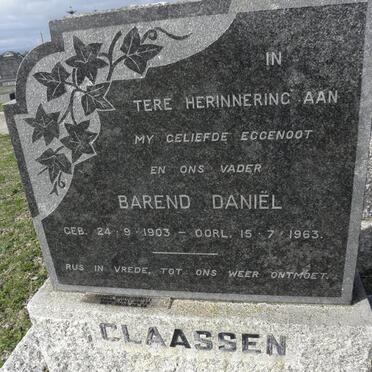 IN
TERE HERINNERING AAN
MY GELIEFDE EGGENOOT
EN ONS VADER
BAREND DANIËL
GEB. 24-9-1903 – OORL. 15-7-1963.
RUS IN VREDE, TOT ONS WEER ONTMOET.
CLAASSEN